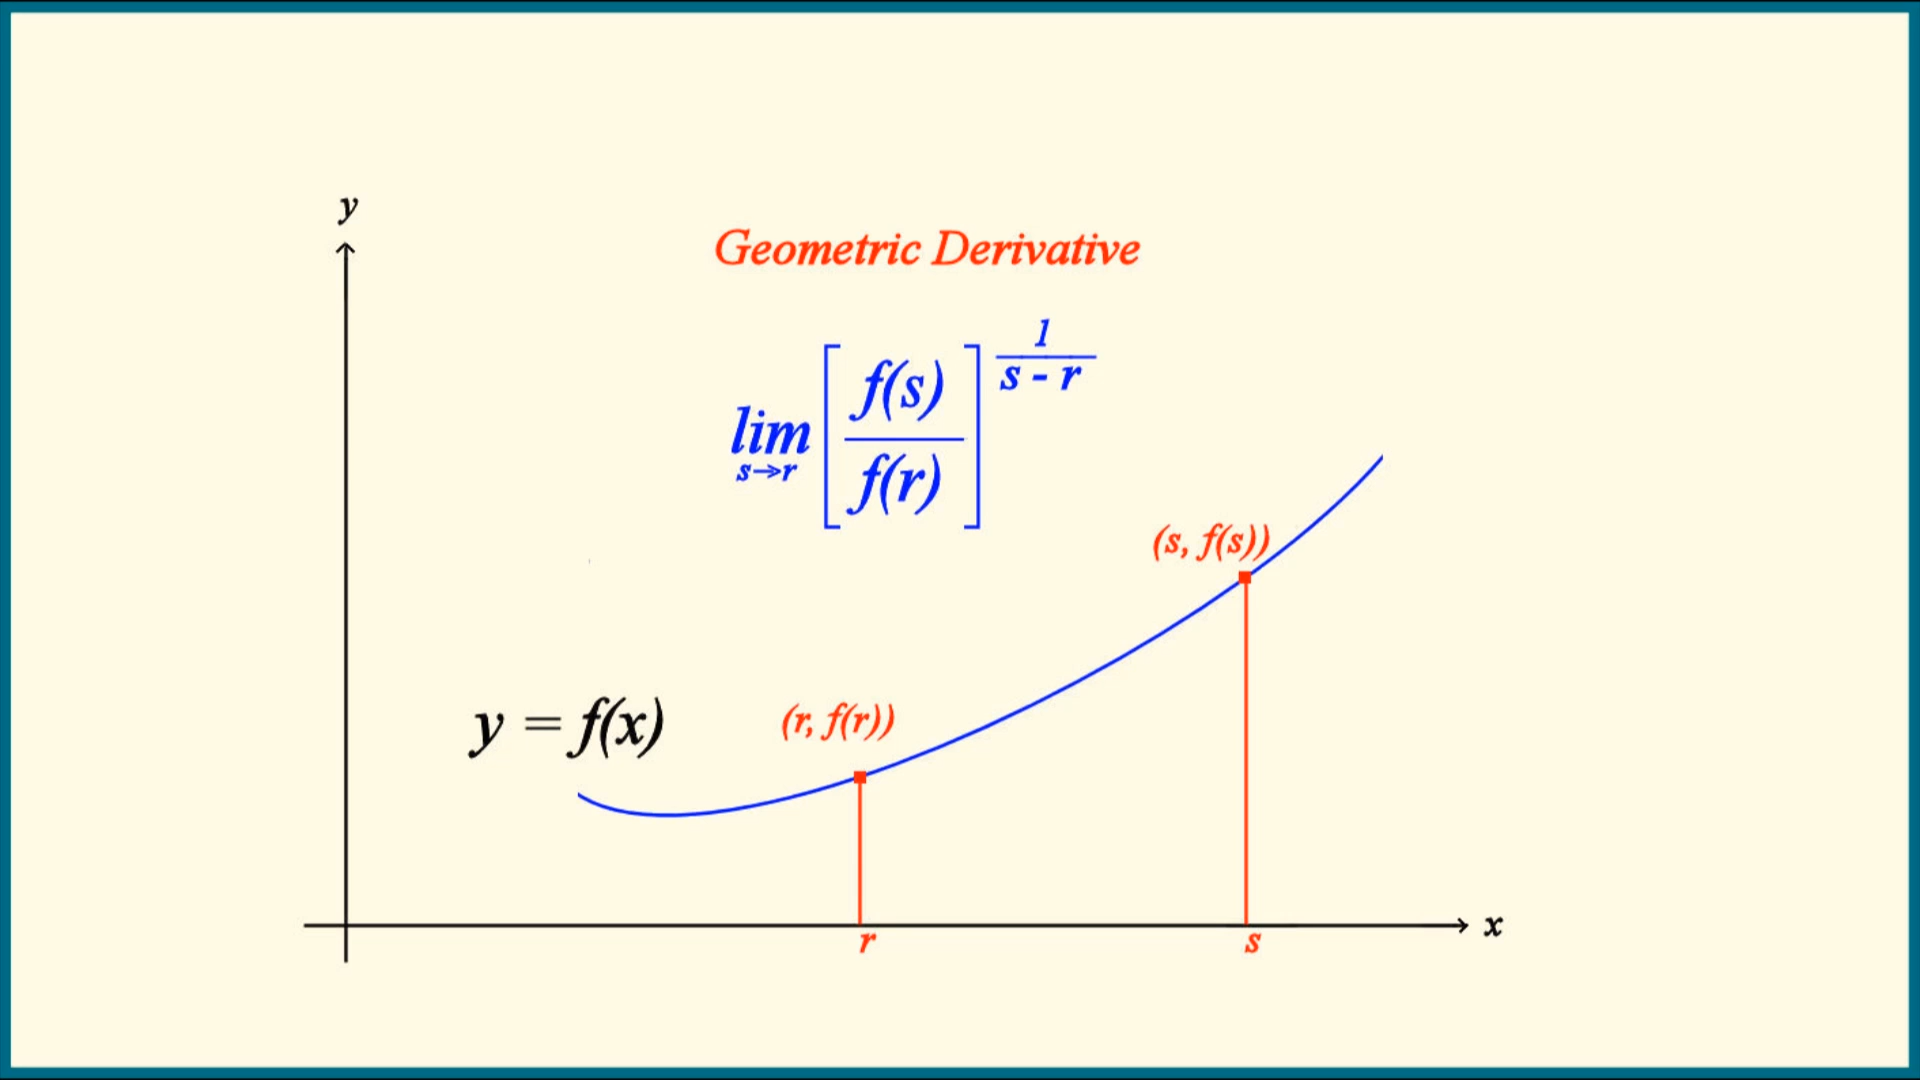 y
Geometric Derivative
lim s→r [f(s) / f(r)]^(1 / (s - r))
(s, f(s))
y = f(x)
(r, f(r))
x
r
s